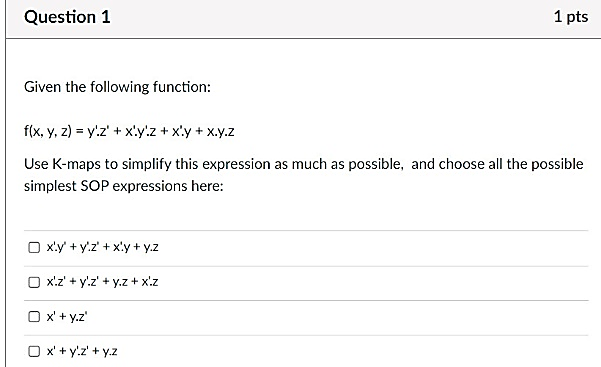 Question 1
1 pts
Given the following function:
f(x, y, z) = y'.z' + x'.y'.z + x'.y + x.y.z
Use K-maps to simplify this expression as much as possible, and choose all the possible
simplest SOP expressions here:
x'.y' + y'.z' + x'.y + y.z
x'.z' + y'.z' + y.z + x'.z
x' + y.z'
x' + y'.z' + y.z